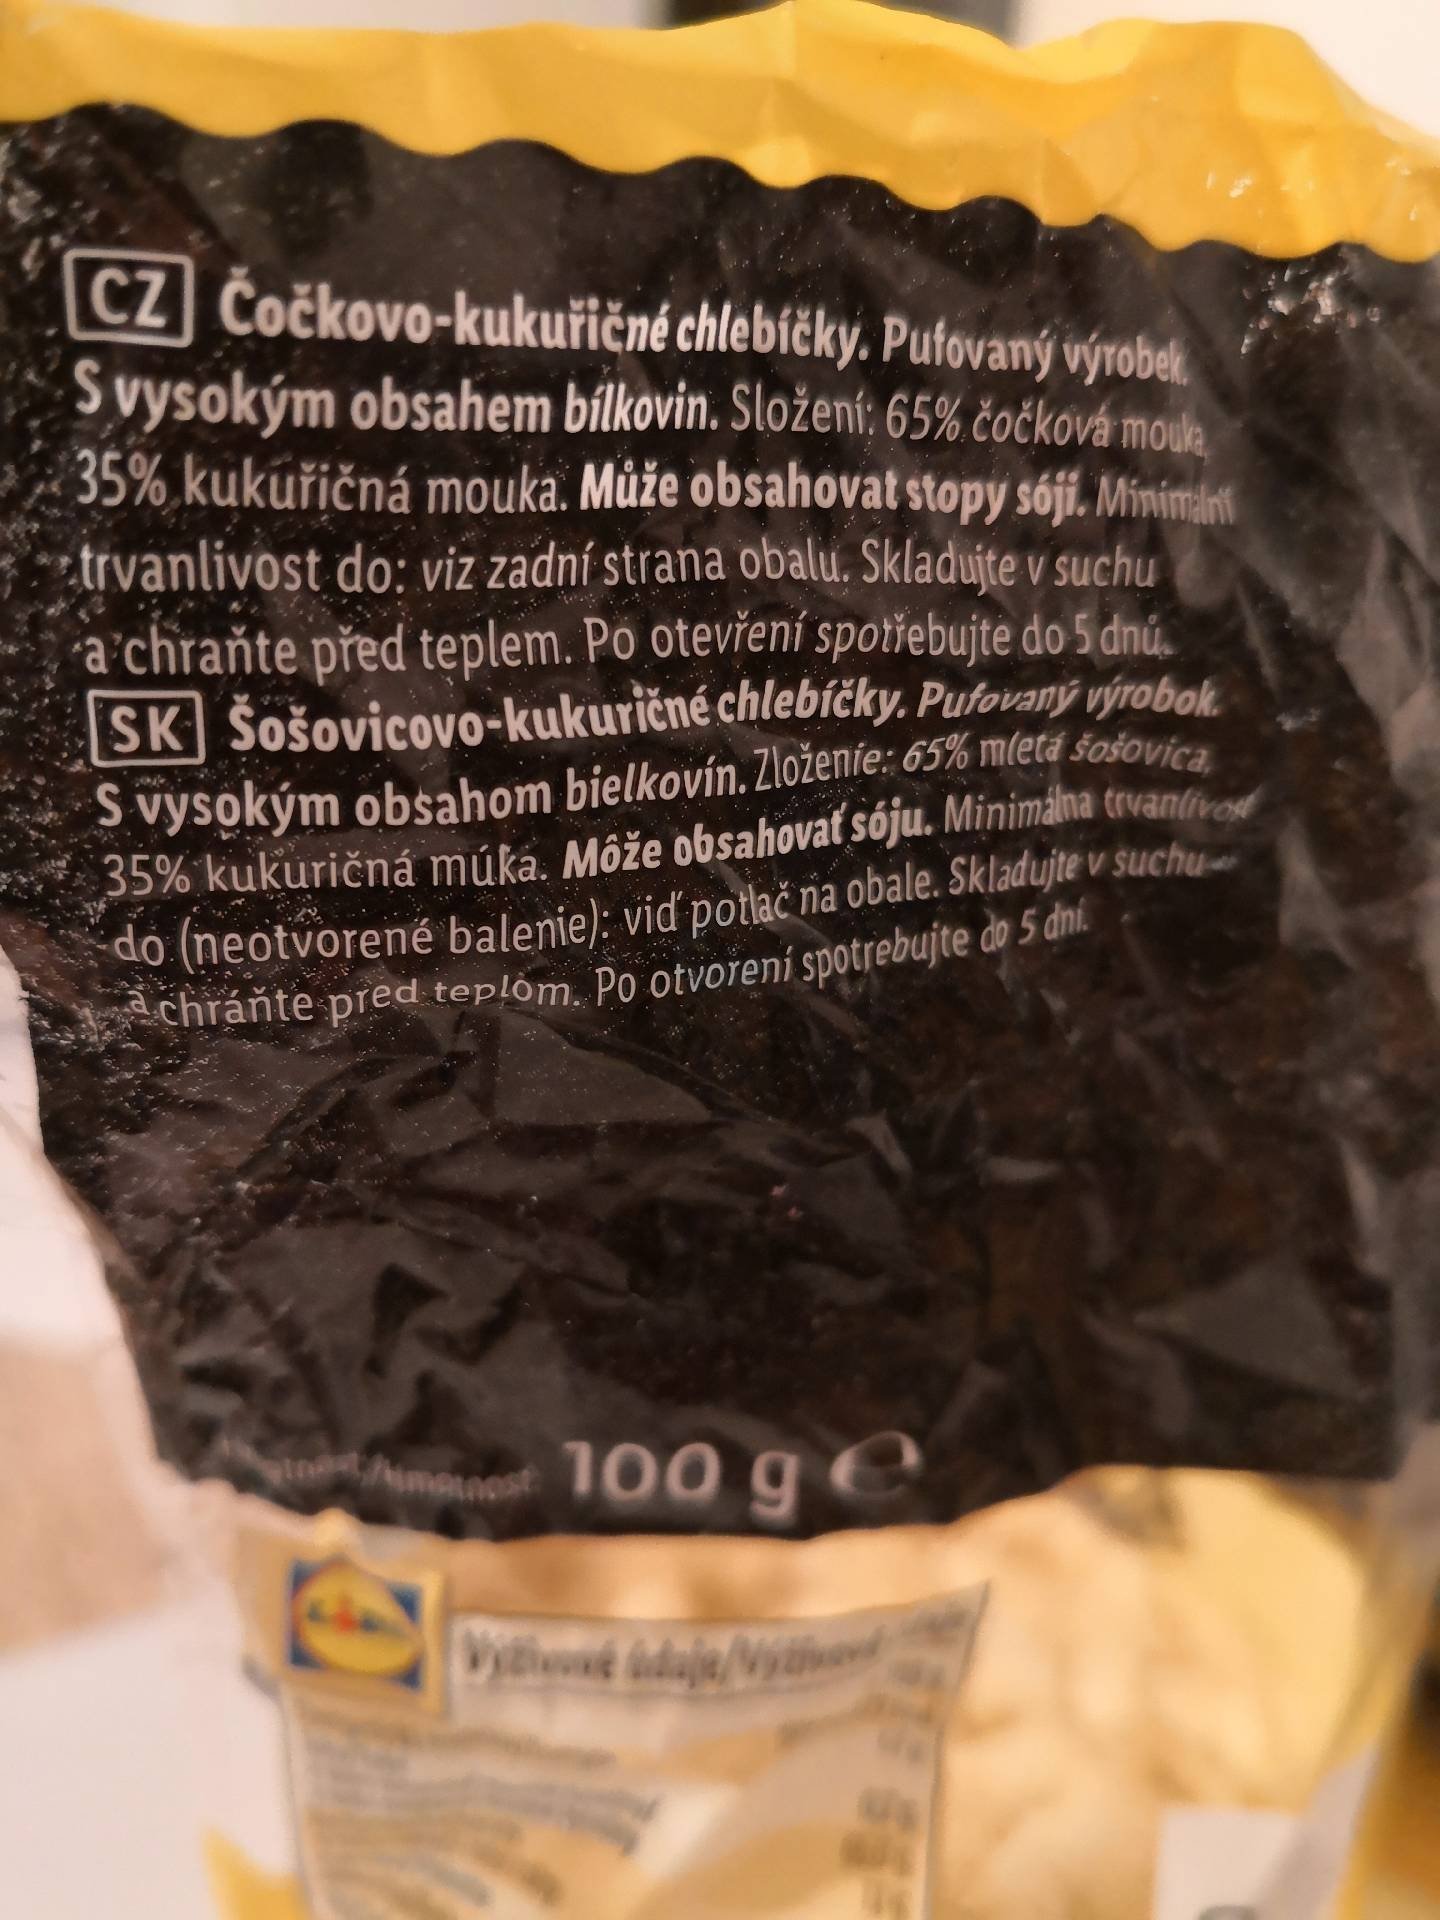 CZ Čočkovo-kukuřičné chlebíčky. Pufovaný výrobek.
S vysokým obsahem bílkovin. Složení: 65% čočková mouka,
35% kukuřičná mouka. Může obsahovat stopy sóji. Minimální
trvanlivost do: viz zadní strana obalu. Skladujte v suchu
a chraňte před teplem. Po otevření spotřebujte do 5 dnů.
SK Šošovicovo-kukuričné chlebíčky. Pufovaný výrobok.
S vysokým obsahom bielkovín. Zloženie: 65% mletá šošovica,
35% kukuričná múka. Môže obsahovať sóju. Minimálna trvanlivosť
do (neotvorené balenie): viď potlač na obale. Skladujte v suchu
a chráňte pred teplom. Po otvorení spotrebujte do 5 dní.
100 g e
Výživové údaje/Výživové